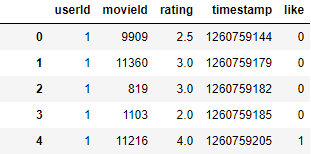 userId movieId rating timestamp like
0 1 9909 2.5 1260759144 0
1 1 11360 3.0 1260759179 0
2 1 819 3.0 1260759182 0
3 1 1103 2.0 1260759185 0
4 1 11216 4.0 1260759205 1